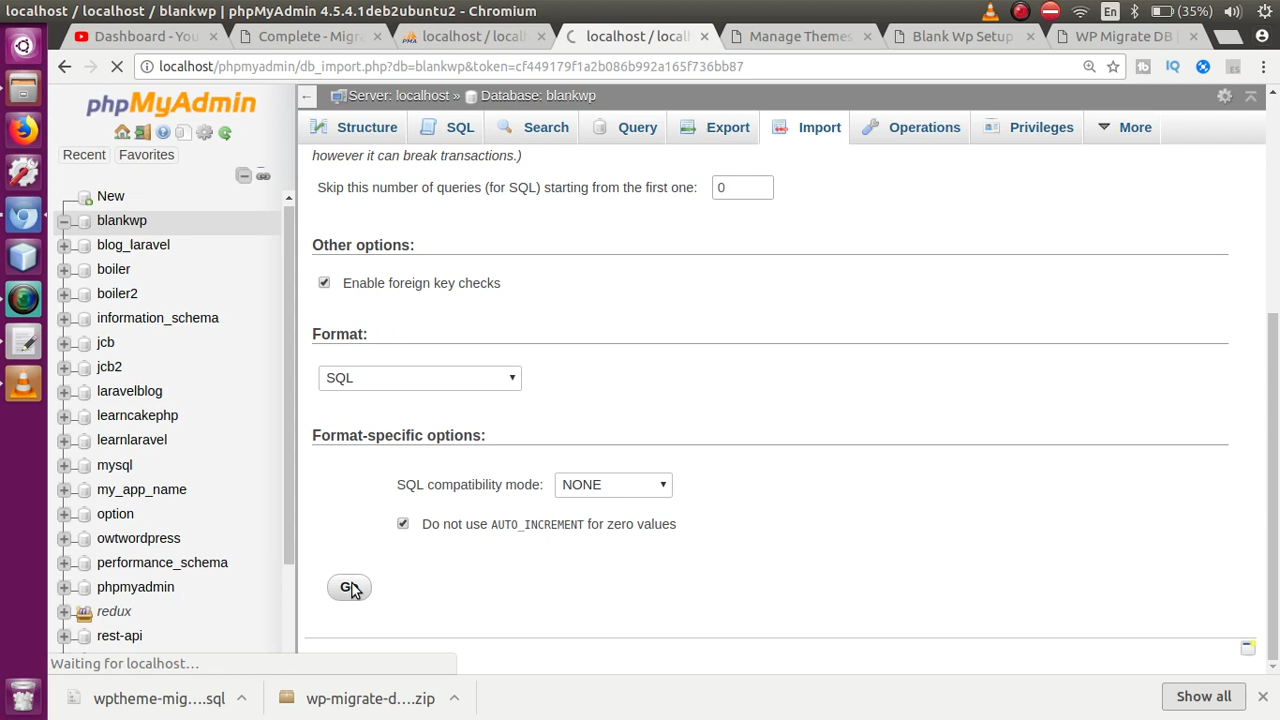 localhost / localhost / blankwp | phpMyAdmin 4.5.4.1deb2ubuntu2 - Chromium
En
(35%)
Dashboard - You
Complete - Migra
localhost / localh
localhost / local
Manage Themes
Blank Wp Setup
WP Migrate DB |
localhost/phpmyadmin/db_import.php?db=blankwp&token=cf449179f1a2b086b992a165f736bb67
IQ
phpMyAdmin
Recent
Favorites
New
blankwp
blog_laravel
boiler
boiler2
information_schema
jcb
jcb2
laravelblog
learncakephp
learnlaravel
mysql
my_app_name
option
owtwordpress
performance_schema
phpmyadmin
redux
rest-api
Server: localhost » Database: blankwp
Structure
SQL
Search
Query
Export
Import
Operations
Privileges
More
however it can break transactions.)
Skip this number of queries (for SQL) starting from the first one: 0
Other options:
Enable foreign key checks
Format:
SQL
Format-specific options:
SQL compatibility mode: NONE
Do not use AUTO_INCREMENT for zero values
Go
Waiting for localhost...
wptheme-mig....sql
wp-migrate-d....zip
Show all